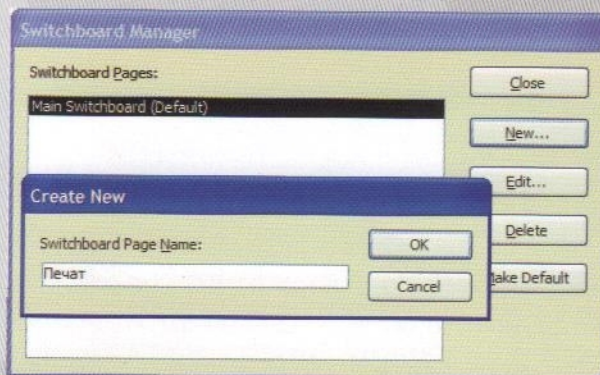 Switchboard Manager
Switchboard Pages:
Main Switchboard (Default)
Close
New...
Edit...
Delete
Make Default
Create New
Switchboard Page Name:
Печат
OK
Cancel